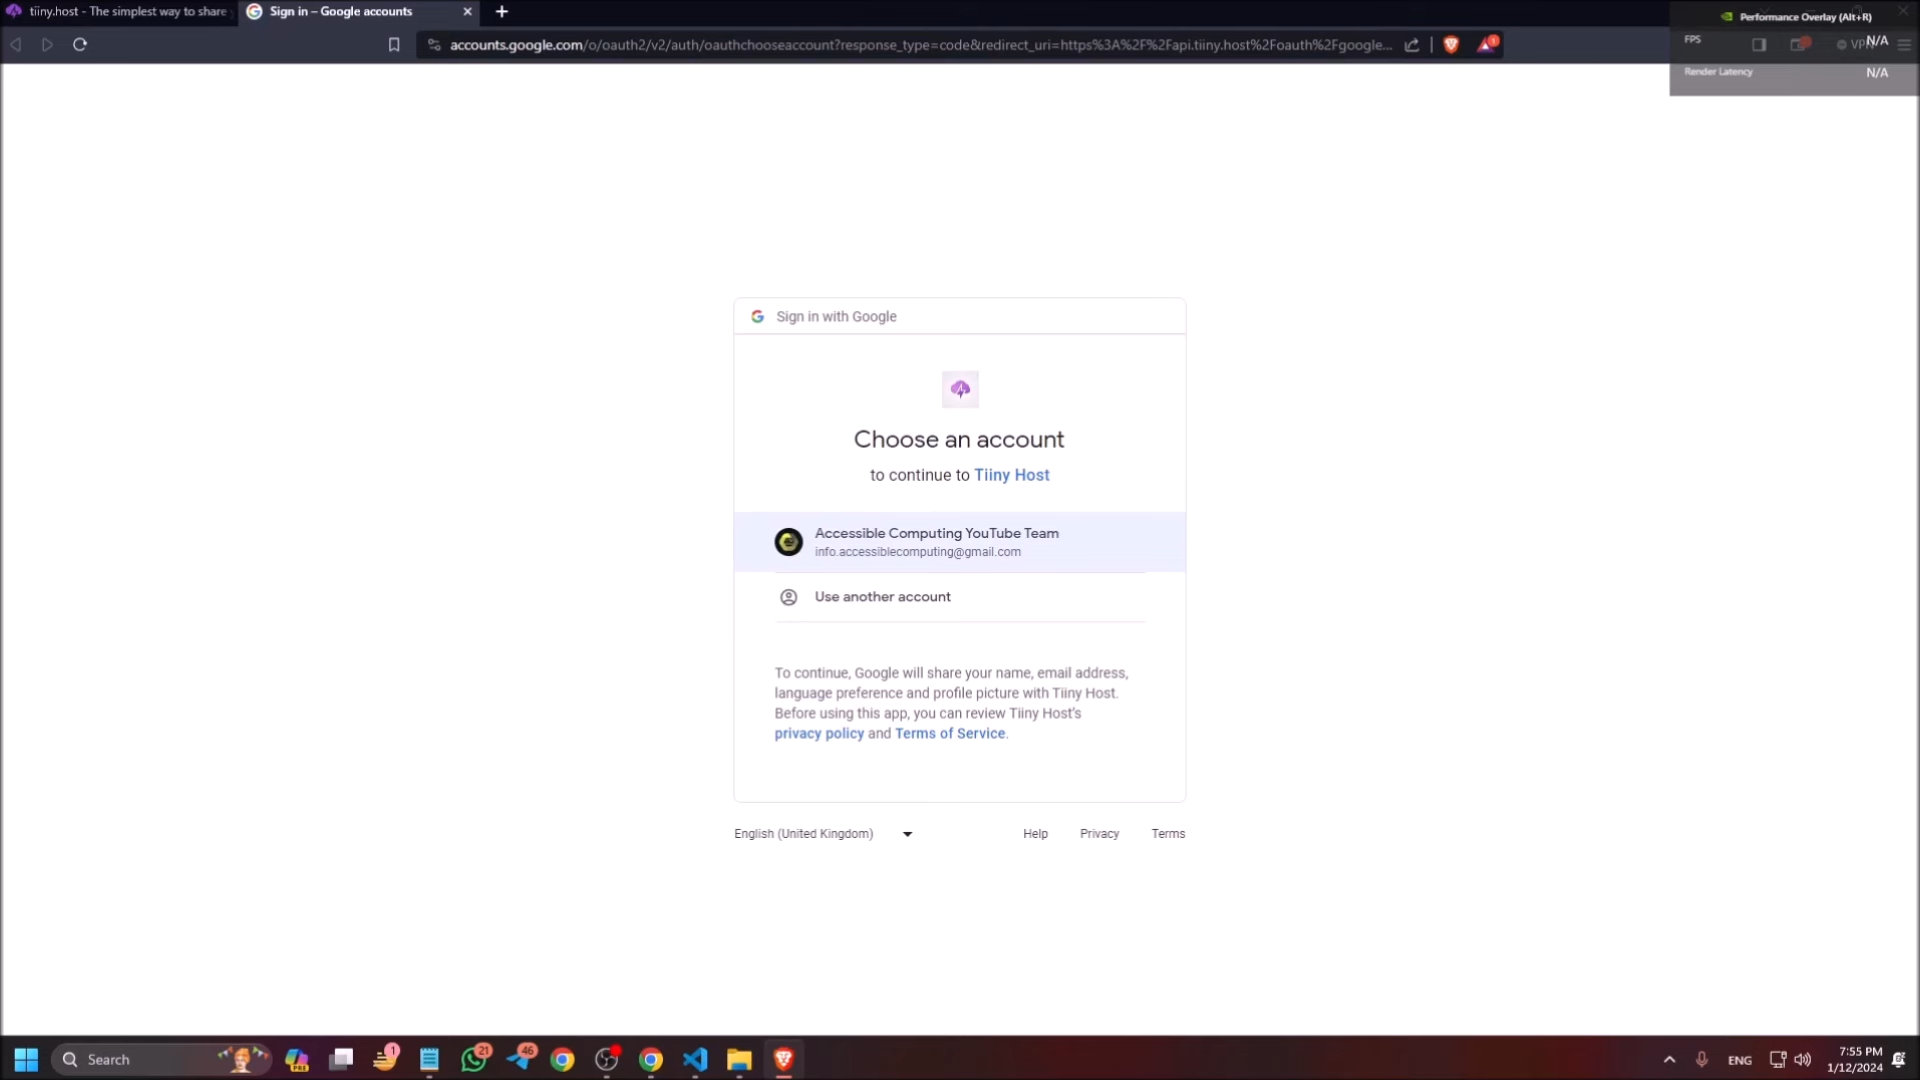 tiiny.host - The simplest way to share
Sign in – Google accounts
Performance Overlay (Alt+R)
accounts.google.com/o/oauth2/v2/auth/oauthchooseaccount?response_type=code&redirect_uri=https%3A%2F%2Fapi.tiiny.host%2Foauth%2Fgoogle...
1
FPS
VPN
N/A
Render Latency
N/A
Sign in with Google
Choose an account
to continue to Tiiny Host
Accessible Computing YouTube Team
info.accessiblecomputing@gmail.com
Use another account
To continue, Google will share your name, email address,
language preference and profile picture with Tiiny Host.
Before using this app, you can review Tiiny Host's
privacy policy and Terms of Service.
English (United Kingdom)
Help
Privacy
Terms
Search
PRE
1
21
46
ENG
7:55 PM
1/12/2024